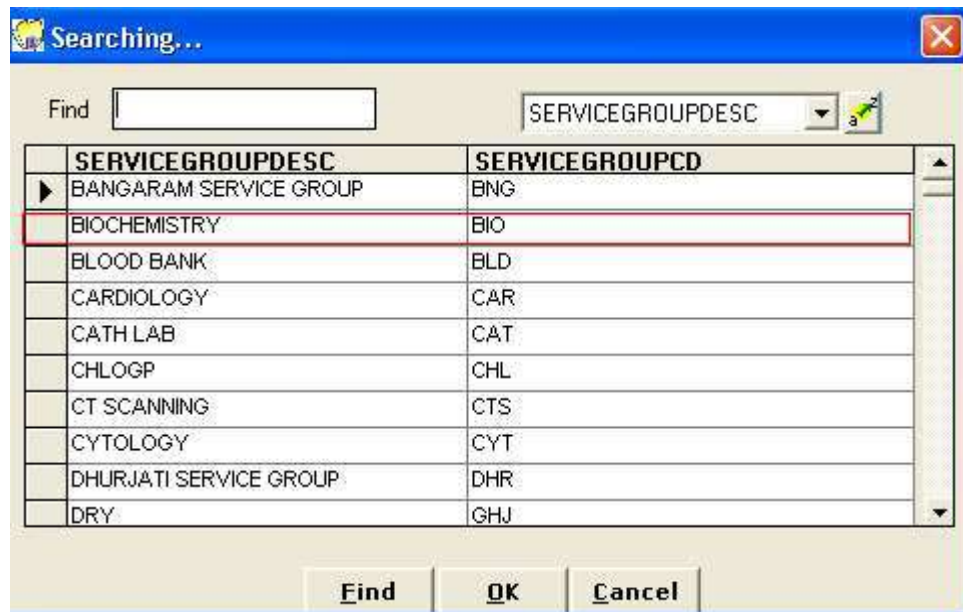 Searching...
Find SERVICEGROUPDESC
SERVICEGROUPDESC SERVICEGROUPCD
BANGARAM SERVICE GROUP BNG
BIOCHEMISTRY BIO
BLOOD BANK BLD
CARDIOLOGY CAR
CATH LAB CAT
CHLOGP CHL
CT SCANNING CTS
CYTOLOGY CYT
DHURJATI SERVICE GROUP DHR
DRY GHJ
Find OK Cancel